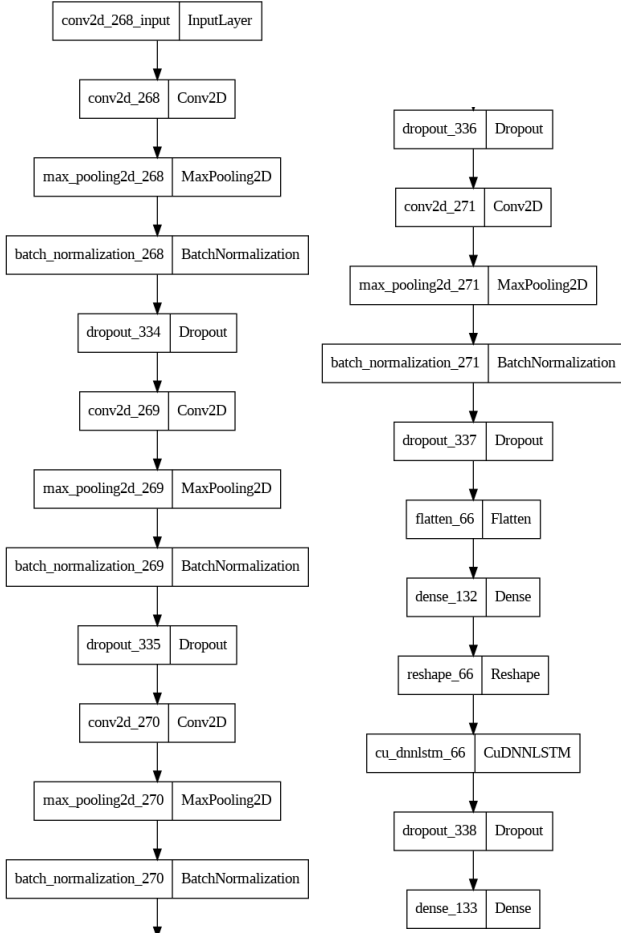 conv2d_268_input InputLayer
conv2d_268 Conv2D
max_pooling2d_268 MaxPooling2D
batch_normalization_268 BatchNormalization
dropout_334 Dropout
conv2d_269 Conv2D
max_pooling2d_269 MaxPooling2D
batch_normalization_269 BatchNormalization
dropout_335 Dropout
conv2d_270 Conv2D
max_pooling2d_270 MaxPooling2D
batch_normalization_270 BatchNormalization
dropout_336 Dropout
conv2d_271 Conv2D
max_pooling2d_271 MaxPooling2D
batch_normalization_271 BatchNormalization
dropout_337 Dropout
flatten_66 Flatten
dense_132 Dense
reshape_66 Reshape
cu_dnnlstm_66 CuDNNLSTM
dropout_338 Dropout
dense_133 Dense